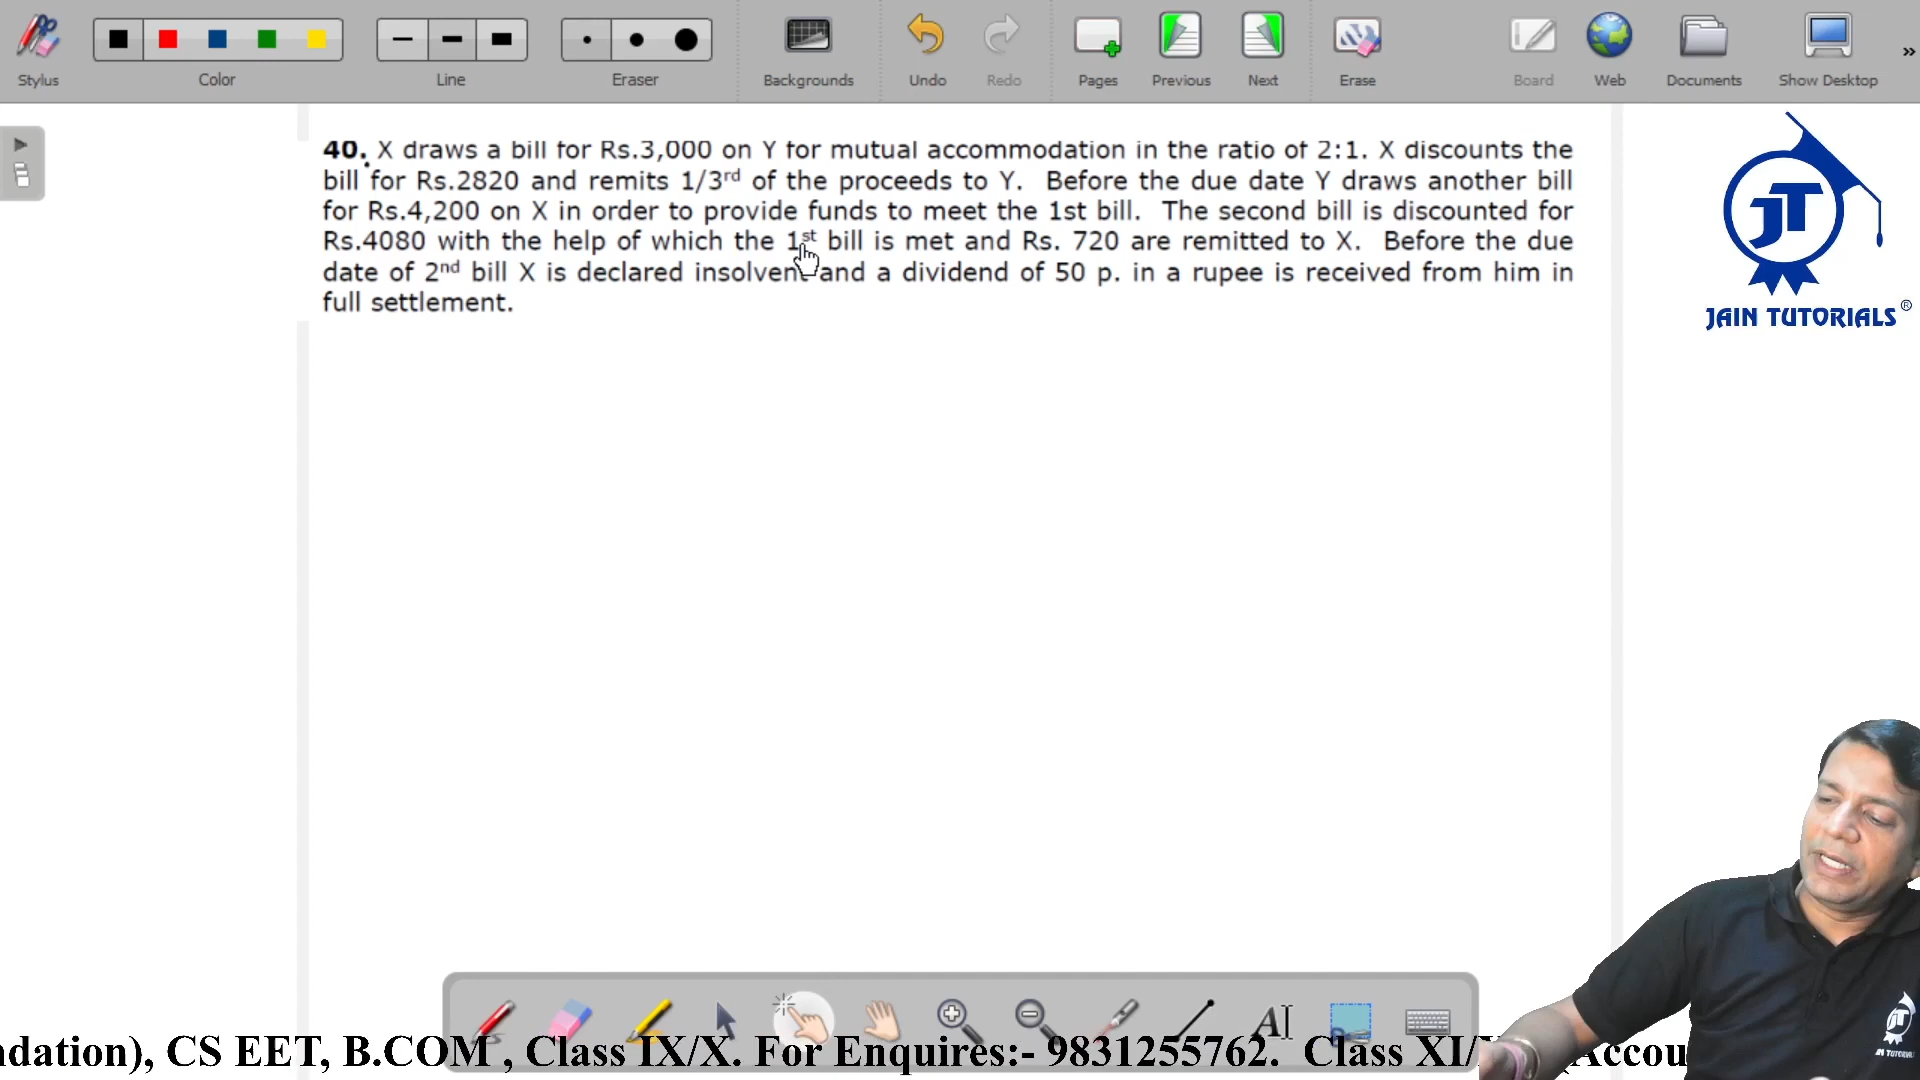 Stylus
Color
Line
Eraser
Backgrounds
Undo
Redo
Pages
Previous
Next
Erase
Board
Web
Documents
Show Desktop
»
40. X draws a bill for Rs.3,000 on Y for mutual accommodation in the ratio of 2:1. X discounts the
bill for Rs.2820 and remits 1/3rd of the proceeds to Y. Before the due date Y draws another bill
for Rs.4,200 on X in order to provide funds to meet the 1st bill. The second bill is discounted for
Rs.4080 with the help of which the 1st bill is met and Rs. 720 are remitted to X. Before the due
date of 2nd bill X is declared insolvent and a dividend of 50 p. in a rupee is received from him in
full settlement.
JT
JAIN TUTORIALS®
AI
JT
dation), CS EET, B.COM , Class IX/X. For Enquires:- 9831255762. Class XI/ (Accou